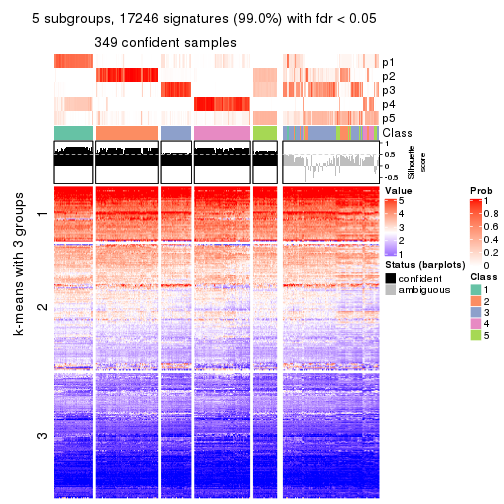 5 subgroups, 17246 signatures (99.0%) with fdr < 0.05
349 confident samples
p1
p2
p3
p4
p5
Class
1
0.5
0
-0.5
Silhouette
score
k-means with 3 groups
1
2
3
Value
5
4
3
2
1
Status (barplots)
confident
ambiguous
Prob
1
0.8
0.6
0.4
0.2
0
Class
1
2
3
4
5